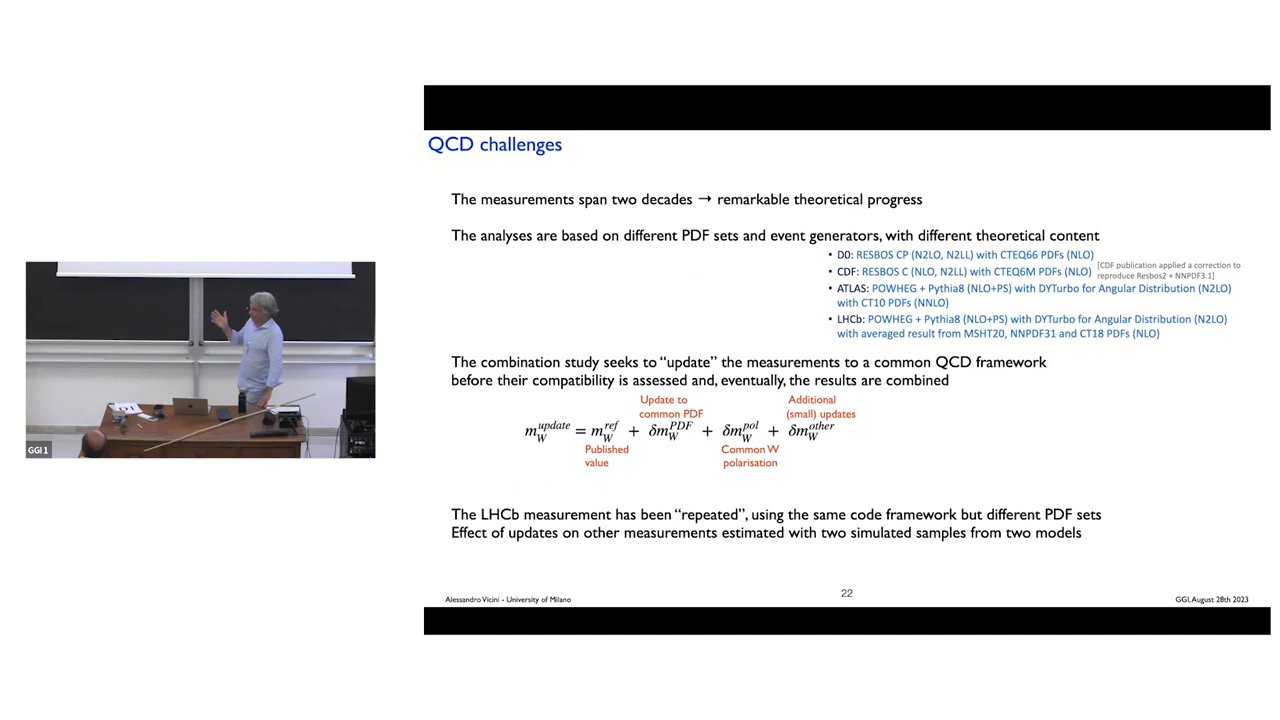 QCD challenges
The measurements span two decades → remarkable theoretical progress
The analyses are based on different PDF sets and event generators, with different theoretical content
• D0: RESBOS CP (N2LO, N2LL) with CTEQ66 PDFs (NLO)
• CDF: RESBOS C (NLO, N2LL) with CTEQ6M PDFs (NLO)
[CDF publication applied a correction to
reproduce Resbos2 + NNPDF3.1]
• ATLAS: POWHEG + Pythia8 (NLO+PS) with DYTurbo for Angular Distribution (N2LO)
with CT10 PDFs (NNLO)
• LHCb: POWHEG + Pythia8 (NLO+PS) with DYTurbo for Angular Distribution (N2LO)
with averaged result from MSHT20, NNPDF31 and CT18 PDFs (NLO)
The combination study seeks to “update” the measurements to a common QCD framework
before their compatibility is assessed and, eventually, the results are combined
Update to
common PDF
Additional
(small) updates
m_W^{update} = m_W^{ref} + δm_W^{PDF} + δm_W^{pol} + δm_W^{other}
Published
value
Common W
polarisation
The LHCb measurement has been “repeated”, using the same code framework but different PDF sets
Effect of updates on other measurements estimated with two simulated samples from two models
Alessandro Vicini - University of Milano
22
GGI, August 28th 2023
GGI 1